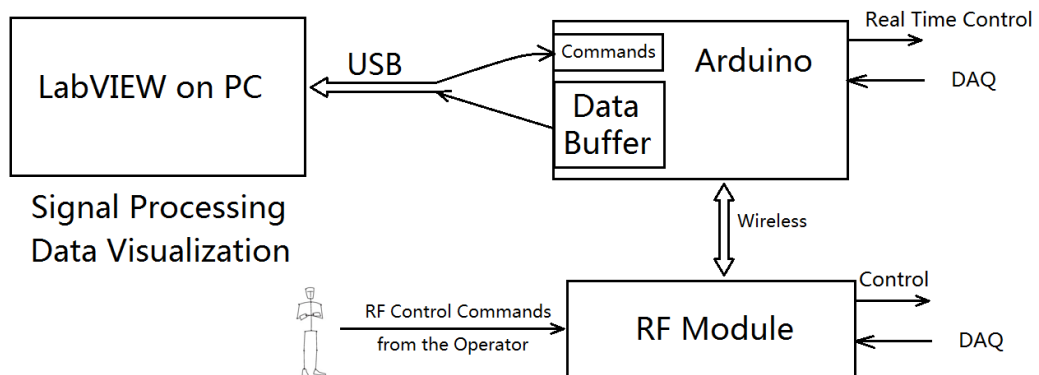 LabVIEW on PC
Signal Processing
Data Visualization
USB
Commands
Data
Buffer
Arduino
Real Time Control
DAQ
Wireless
RF Control Commands
from the Operator
RF Module
Control
DAQ